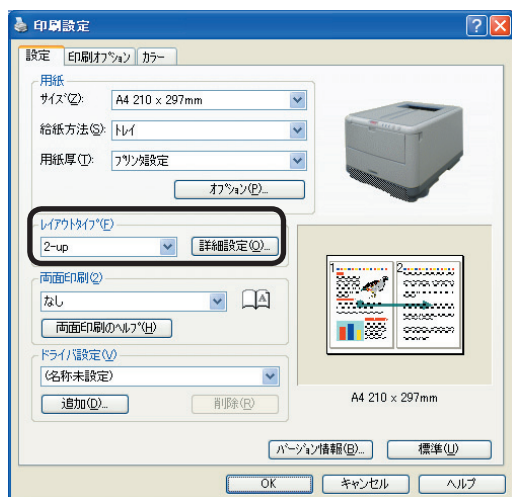 印刷設定
設定 印刷オプション カラー
用紙
サイズ(Z): A4 210 x 297mm
給紙方法(S): トレイ
用紙厚(T): プリンタ設定
オプション(P)...
レイアウトタイプ(F)
2-up 詳細設定(O)...
両面印刷(2)
なし
両面印刷のヘルプ(H)
ドライバ設定(V)
(名称未設定)
追加(D)... 削除(R)
1 2
A4 210 x 297mm
バージョン情報(B)... 標準(U)
OK キャンセル ヘルプ